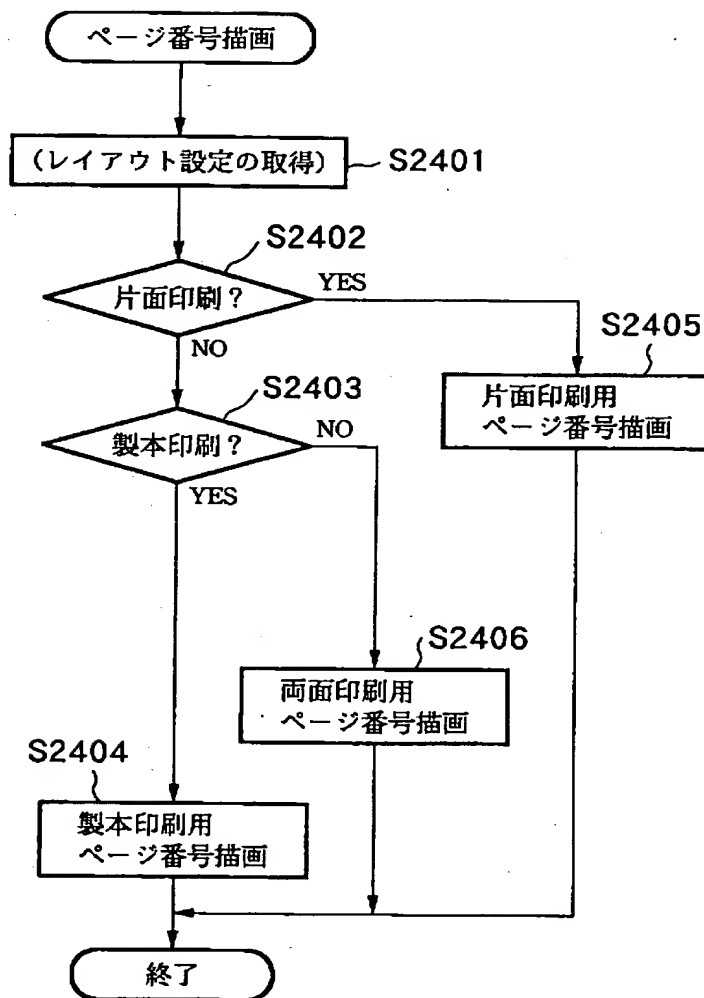 ページ番号描画
(レイアウト設定の取得)
S2401
S2402
片面印刷?
YES
NO
S2405
片面印刷用
ページ番号描画
S2403
製本印刷?
NO
YES
S2406
両面印刷用
ページ番号描画
S2404
製本印刷用
ページ番号描画
終了